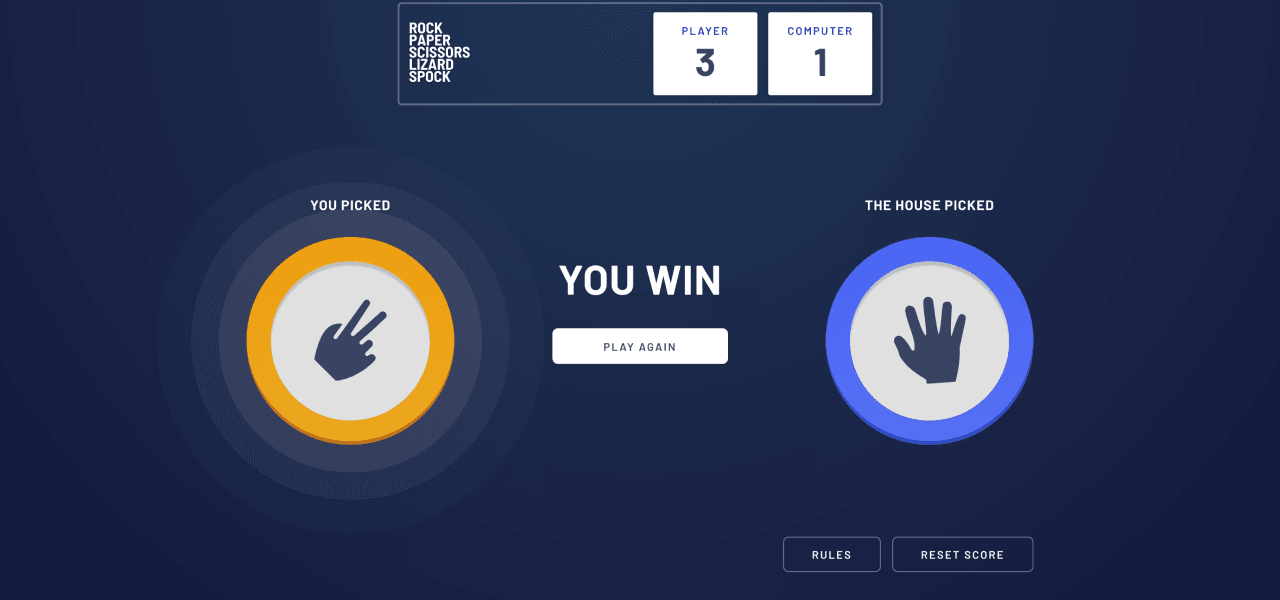 ROCK
PAPER
SCISSORS
LIZARD
SPOCK
PLAYER
3
COMPUTER
1
YOU PICKED
THE HOUSE PICKED
YOU WIN
PLAY AGAIN
RULES
RESET SCORE